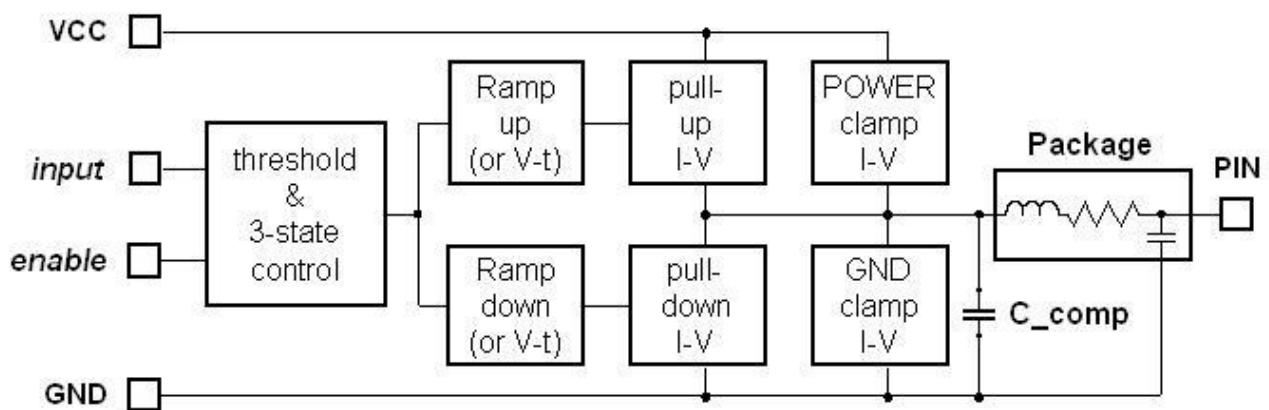 VCC
input
enable
GND
threshold
&
3-state
control
Ramp
up
(or V-t)
pull-
up
I-V
POWER
clamp
I-V
Ramp
down
(or V-t)
pull-
down
I-V
GND
clamp
I-V
C_comp
Package
PIN